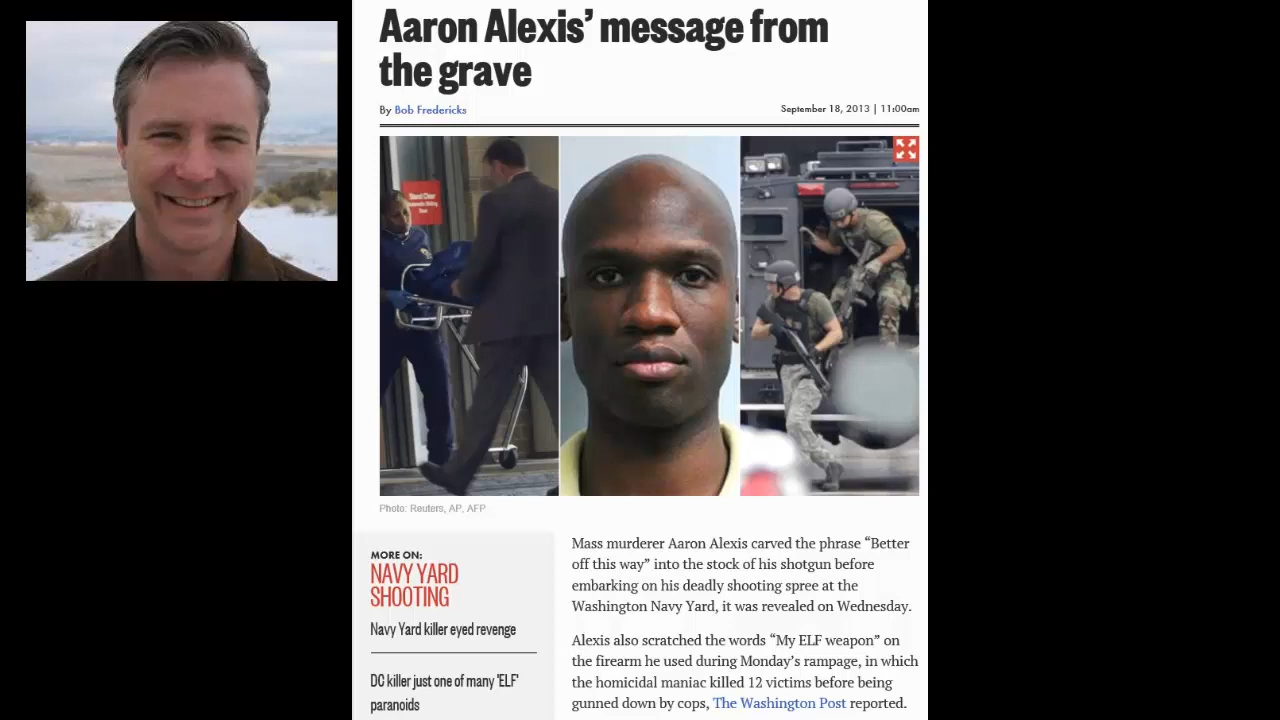 Aaron Alexis’ message from
the grave
By Bob Fredericks
September 18, 2013 | 11:00am
Stand Clear
Automatic Sliding
Door
Photo: Reuters, AP, AFP
MORE ON:
NAVY YARD
SHOOTING
Navy Yard killer eyed revenge
DC killer just one of many 'ELF'
paranoids
Mass murderer Aaron Alexis carved the phrase “Better
off this way” into the stock of his shotgun before
embarking on his deadly shooting spree at the
Washington Navy Yard, it was revealed on Wednesday.
Alexis also scratched the words “My ELF weapon” on
the firearm he used during Monday’s rampage, in which
the homicidal maniac killed 12 victims before being
gunned down by cops, The Washington Post reported.